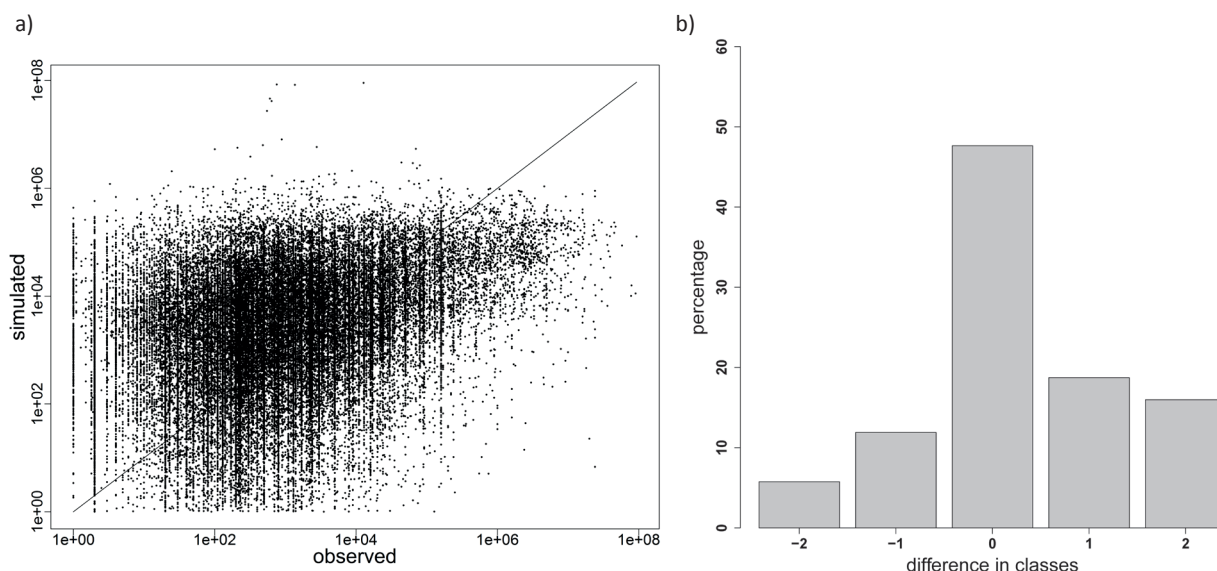 a)
simulated
1e+08
1e+06
1e+04
1e+02
1e+00
1e+00 1e+02 1e+04 1e+06 1e+08
observed
b)
percentage
60
50
40
30
20
10
0
−2 −1 0 1 2
difference in classes